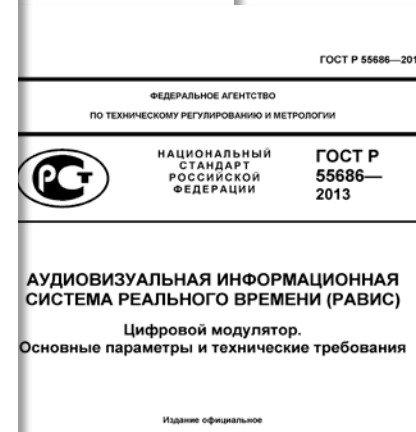 ГОСТ Р 55686—201
ФЕДЕРАЛЬНОЕ АГЕНТСТВО
ПО ТЕХНИЧЕСКОМУ РЕГУЛИРОВАНИЮ И МЕТРОЛОГИИ
РСТ
НАЦИОНАЛЬНЫЙ
СТАНДАРТ
РОССИЙСКОЙ
ФЕДЕРАЦИИ
ГОСТ Р
55686—
2013
АУДИОВИЗУАЛЬНАЯ ИНФОРМАЦИОННАЯ
СИСТЕМА РЕАЛЬНОГО ВРЕМЕНИ (РАВИС)
Цифровой модулятор.
Основные параметры и технические требования
Издание официальное